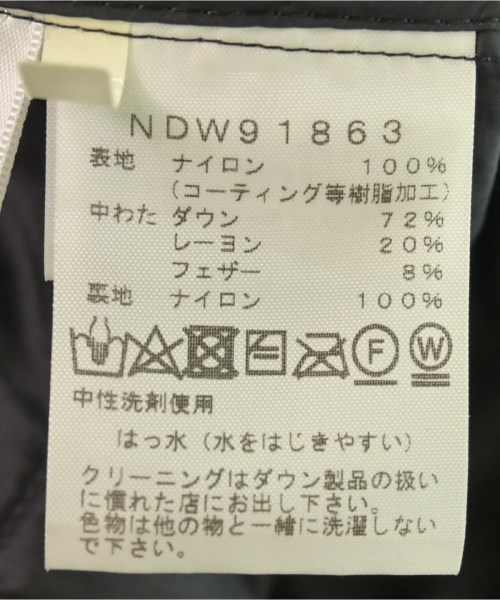 NDW91863
表地 ナイロン 100%
(コーティング等樹脂加工)
中わた ダウン 72%
レーヨン 20%
フェザー 8%
裏地 ナイロン 100%
F W
中性洗剤使用
はっ水(水をはじきやすい)
クリーニングはダウン製品の扱い
に慣れた店にお出し下さい。
色物は他の物と一緒に洗濯しない
で下さい。